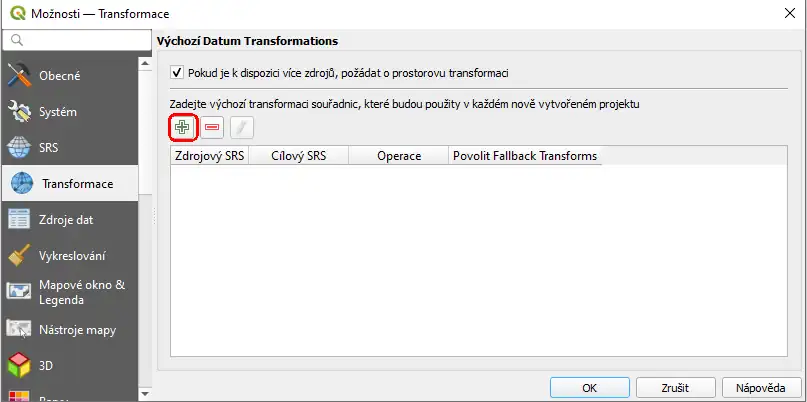 Možnosti — Transformace
Obecné
Systém
SRS
Transformace
Zdroje dat
Vykreslování
Mapové okno &
Legenda
Nástroje mapy
3D
Výchozí Datum Transformations
Pokud je k dispozici více zdrojů, požádat o prostorovu transformaci
Zadejte výchozí transformaci souřadnic, které budou použity v každém nově vytvořeném projektu
Zdrojový SRS Cílový SRS Operace Povolit Fallback Transforms
OK Zrušit Nápověda